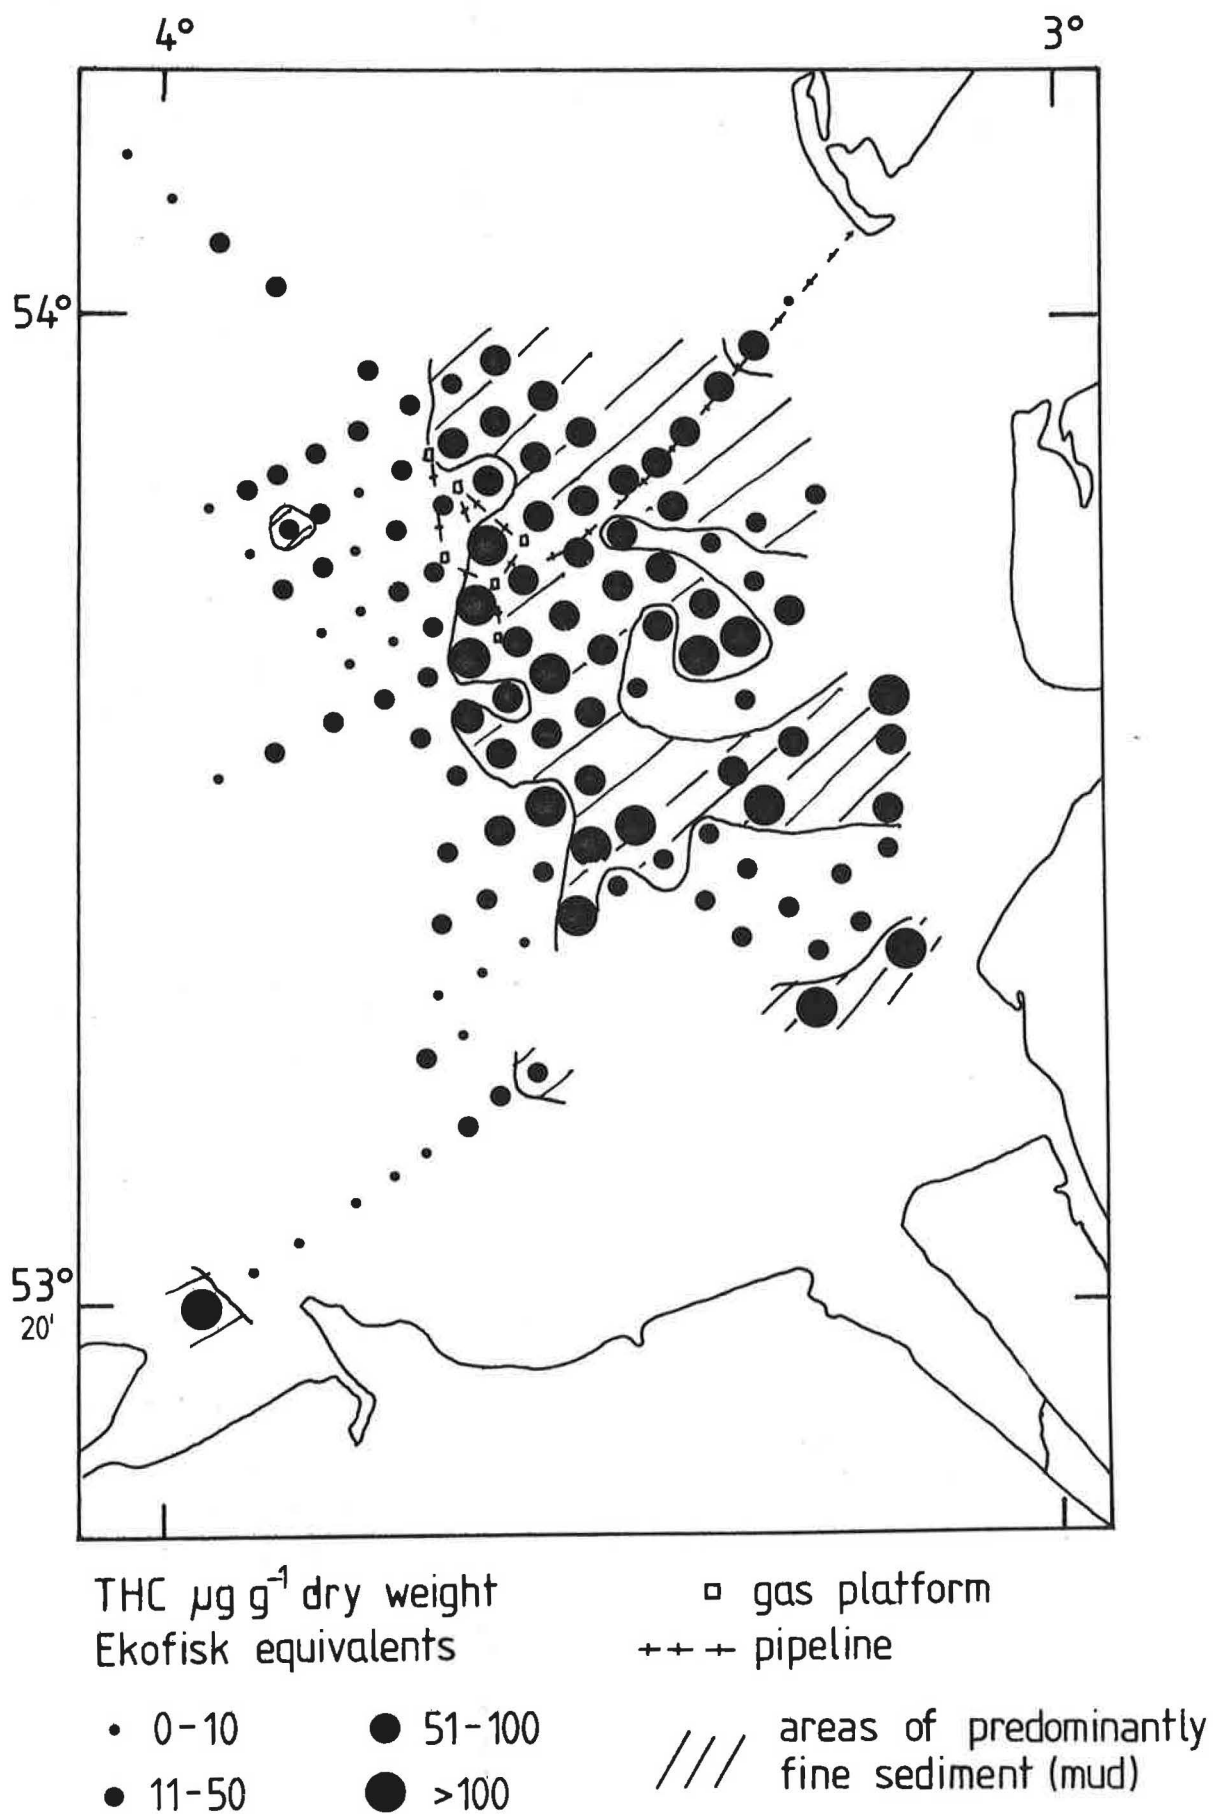 4° 3°
54°
53°
20'
THC µg g⁻¹ dry weight
Ekofisk equivalents
0-10
11-50
51-100
>100
gas platform
pipeline
areas of predominantly
fine sediment (mud)